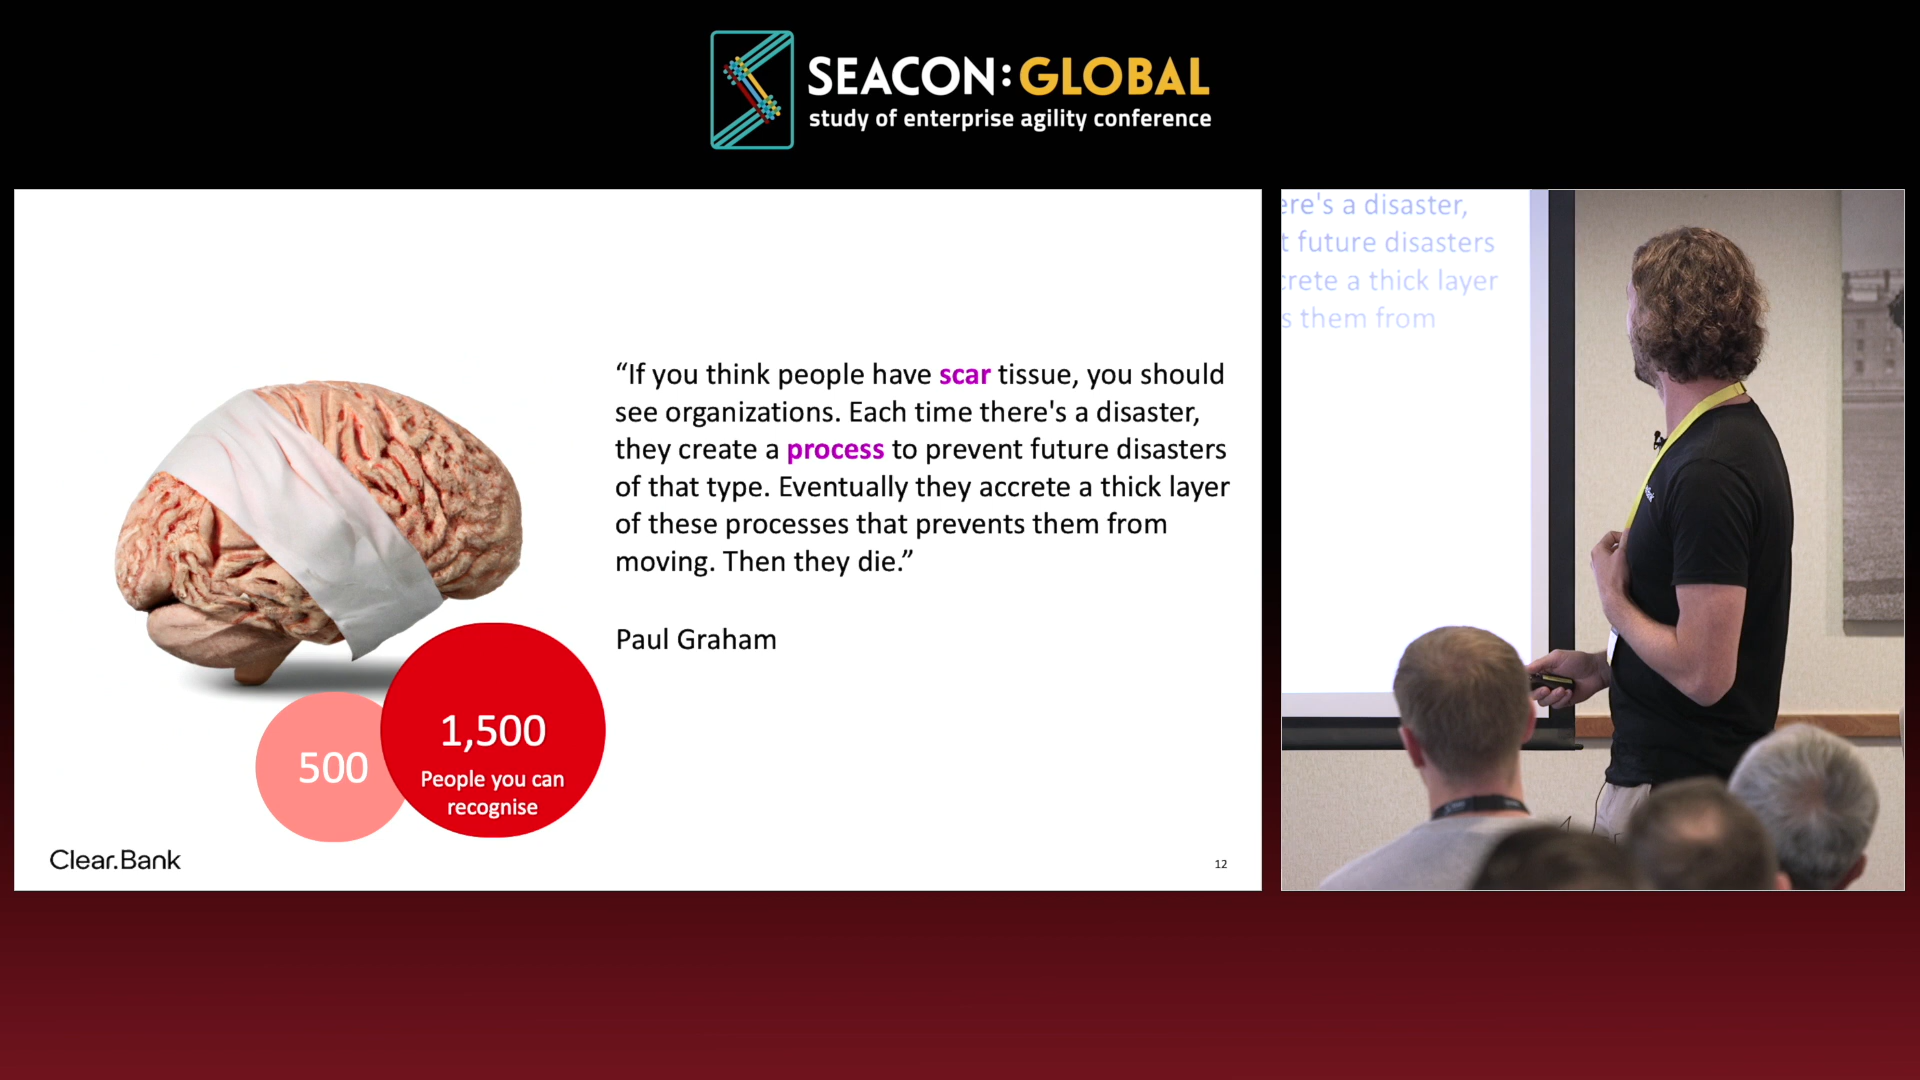 SEACON:GLOBAL
study of enterprise agility conference
“If you think people have scar tissue, you should
see organizations. Each time there's a disaster,
they create a process to prevent future disasters
of that type. Eventually they accrete a thick layer
of these processes that prevents them from
moving. Then they die.”
Paul Graham
500
1,500
People you can
recognise
Clear.Bank
12
ere's a disaster,
t future disasters
crete a thick layer
s them from